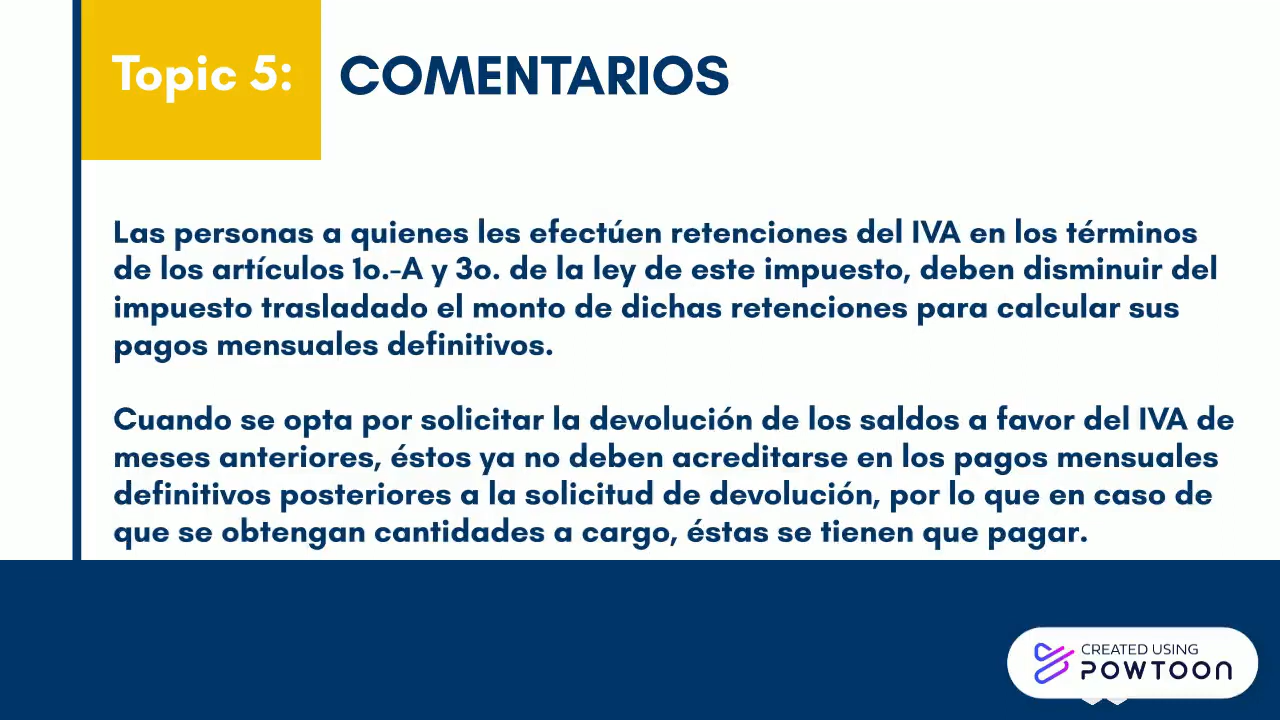 Topic 5: COMENTARIOS
Las personas a quienes les efectúen retenciones del IVA en los términos
de los artículos 1o.-A y 3o. de la ley de este impuesto, deben disminuir del
impuesto trasladado el monto de dichas retenciones para calcular sus
pagos mensuales definitivos.
Cuando se opta por solicitar la devolución de los saldos a favor del IVA de
meses anteriores, éstos ya no deben acreditarse en los pagos mensuales
definitivos posteriores a la solicitud de devolución, por lo que en caso de
que se obtengan cantidades a cargo, éstas se tienen que pagar.
CREATED USING
POWTOON